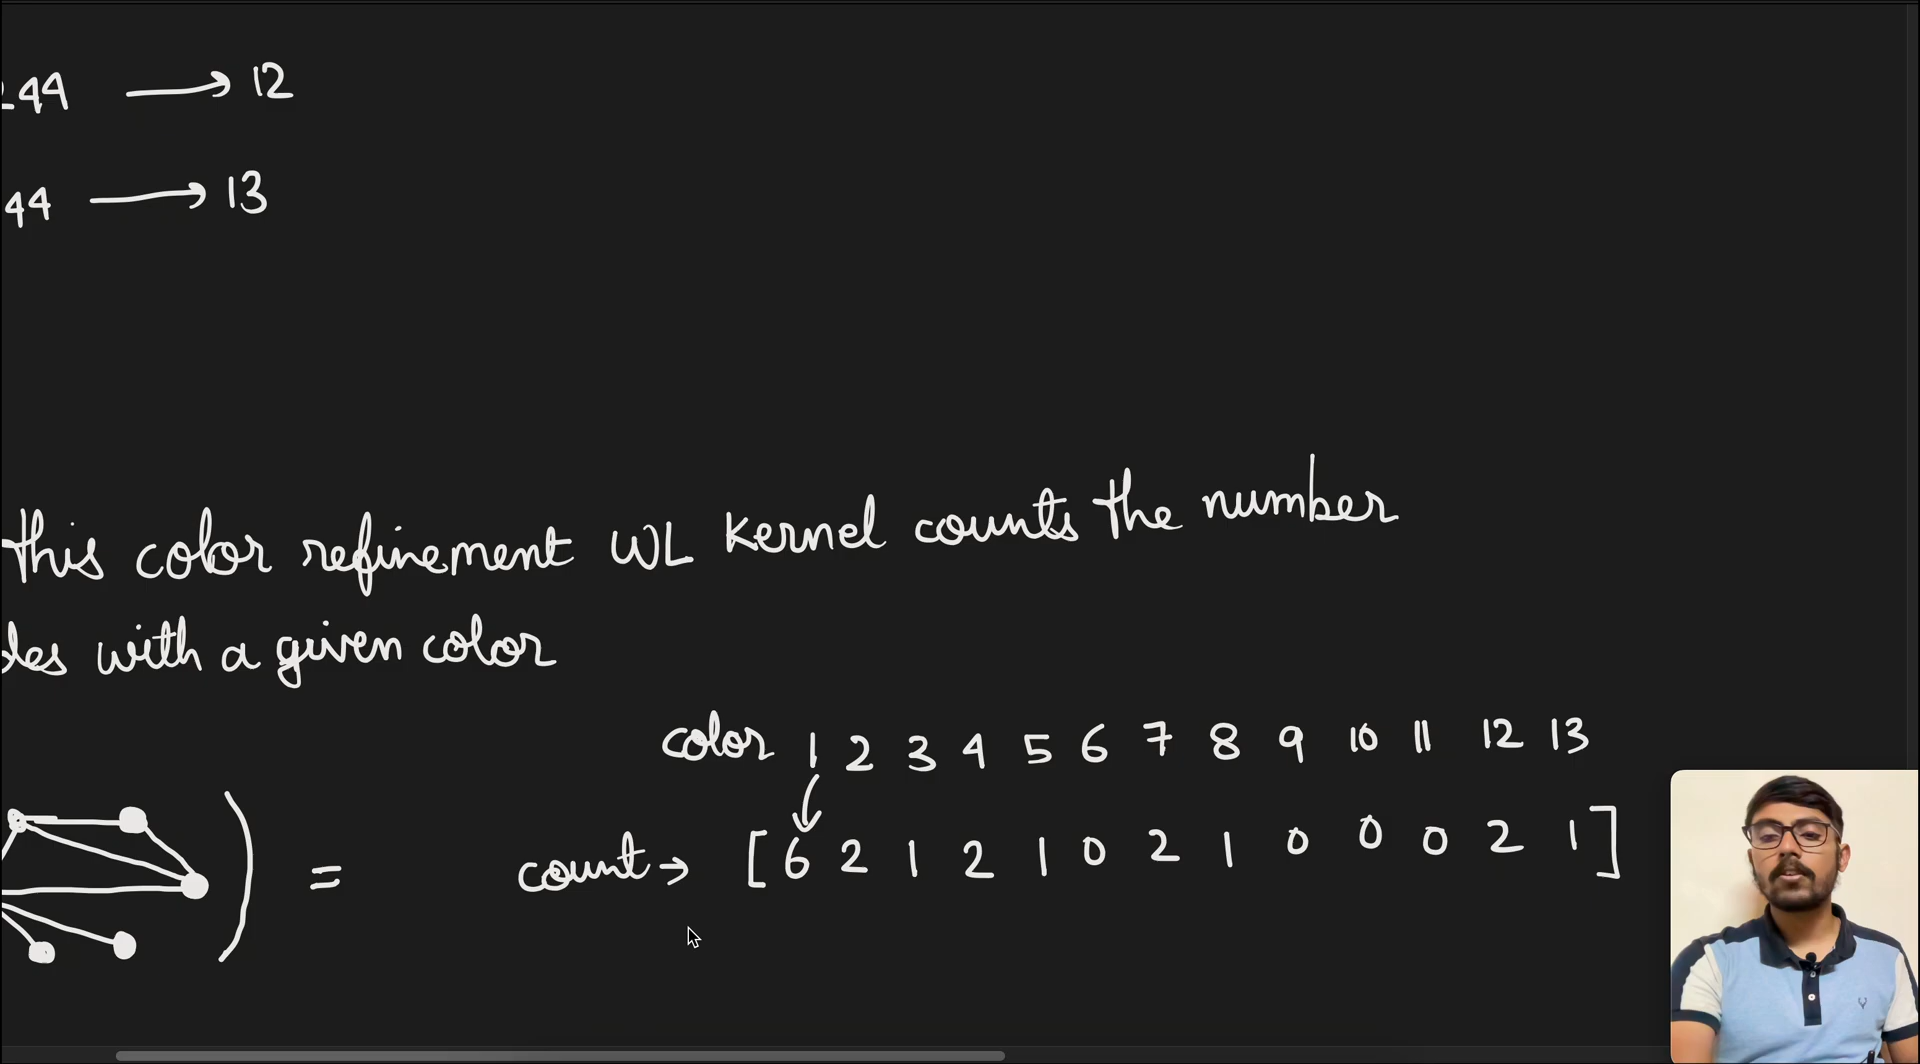 244 → 12
44 → 13
this color refinement WL Kernel counts the number
des with a given color
color 1 2 3 4 5 6 7 8 9 10 11 12 13
= count → [6 2 1 2 1 0 2 1 0 0 0 2 1]